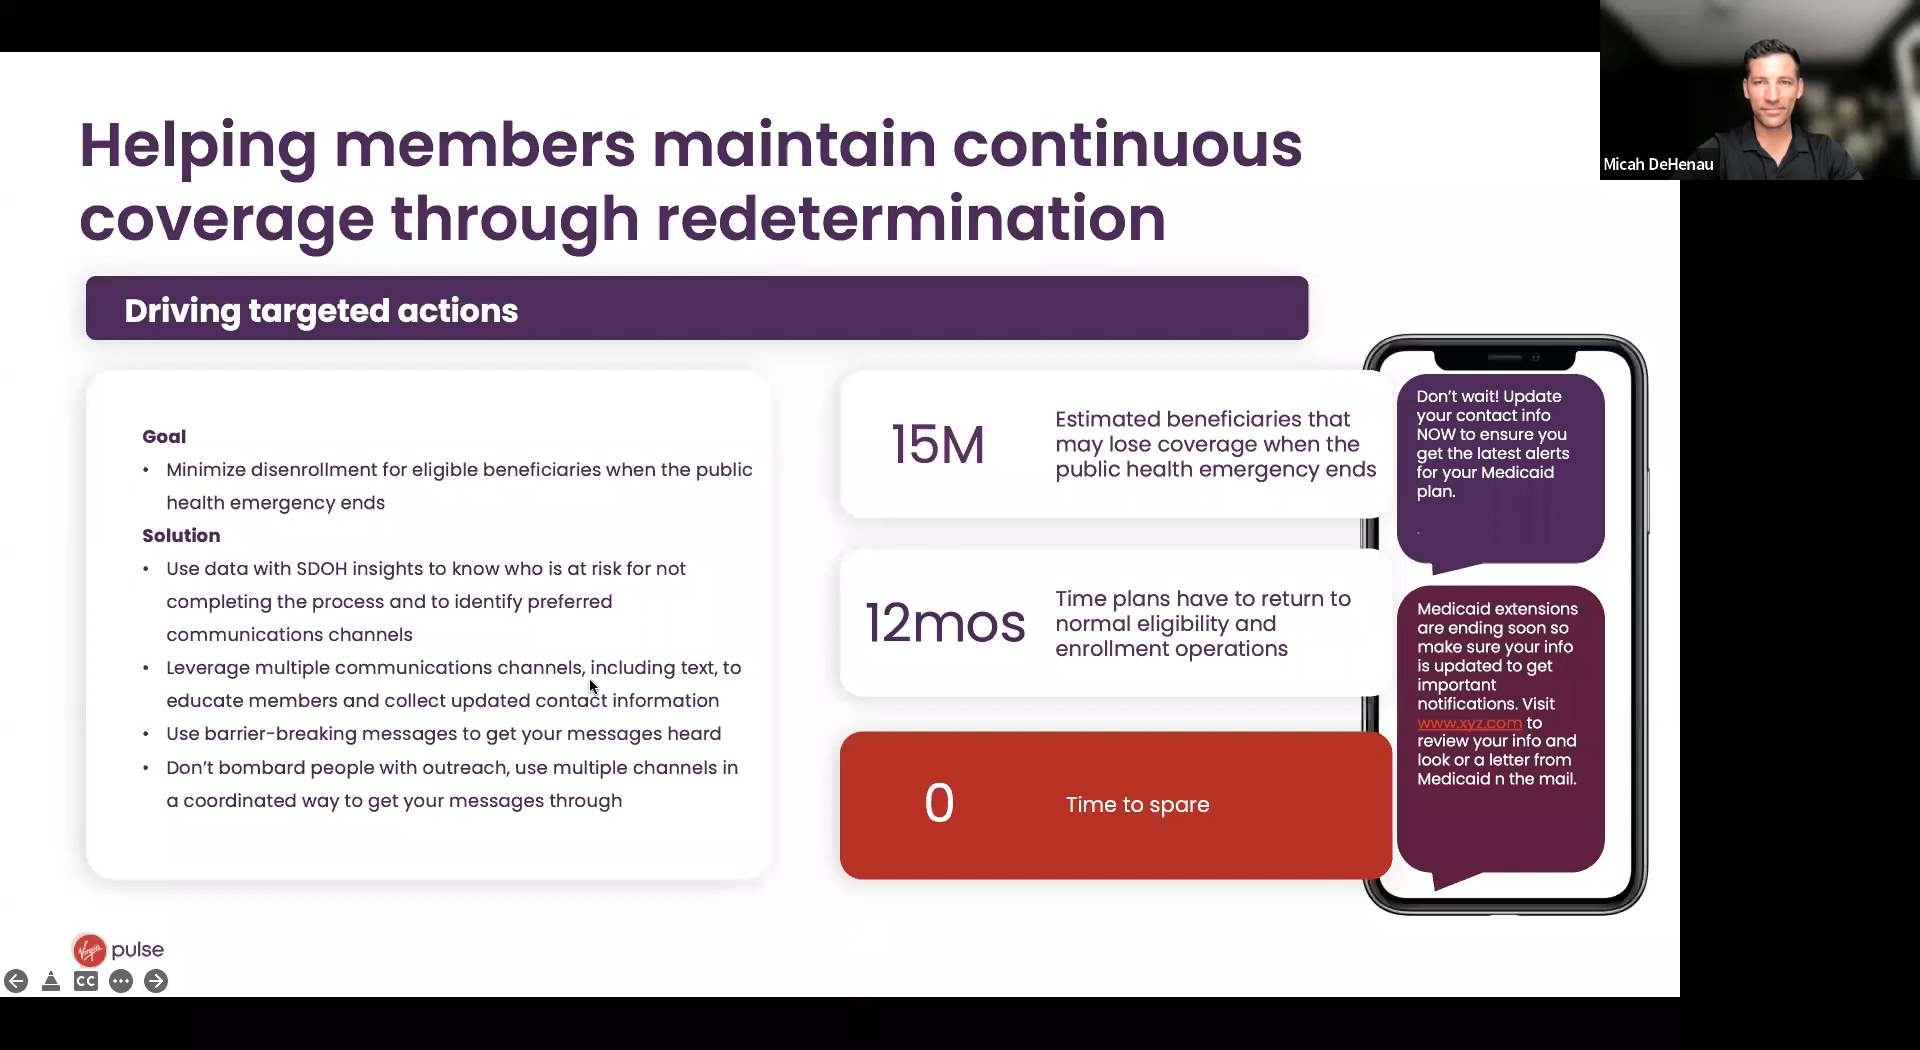 Micah DeHenau
Helping members maintain continuous
coverage through redetermination
Driving targeted actions
Goal
• Minimize disenrollment for eligible beneficiaries when the public
health emergency ends
Solution
• Use data with SDOH insights to know who is at risk for not
completing the process and to identify preferred
communications channels
• Leverage multiple communications channels, including text, to
educate members and collect updated contact information
• Use barrier-breaking messages to get your messages heard
• Don't bombard people with outreach, use multiple channels in
a coordinated way to get your messages through
15M
Estimated beneficiaries that
may lose coverage when the
public health emergency ends
12mos
Time plans have to return to
normal eligibility and
enrollment operations
0
Time to spare
Don't wait! Update
your contact info
NOW to ensure you
get the latest alerts
for your Medicaid
plan.
.
Medicaid extensions
are ending soon so
make sure your info
is updated to get
important
notifications. Visit
www.xyz.com to
review your info and
look or a letter from
Medicaid n the mail.
Virgin pulse
CC